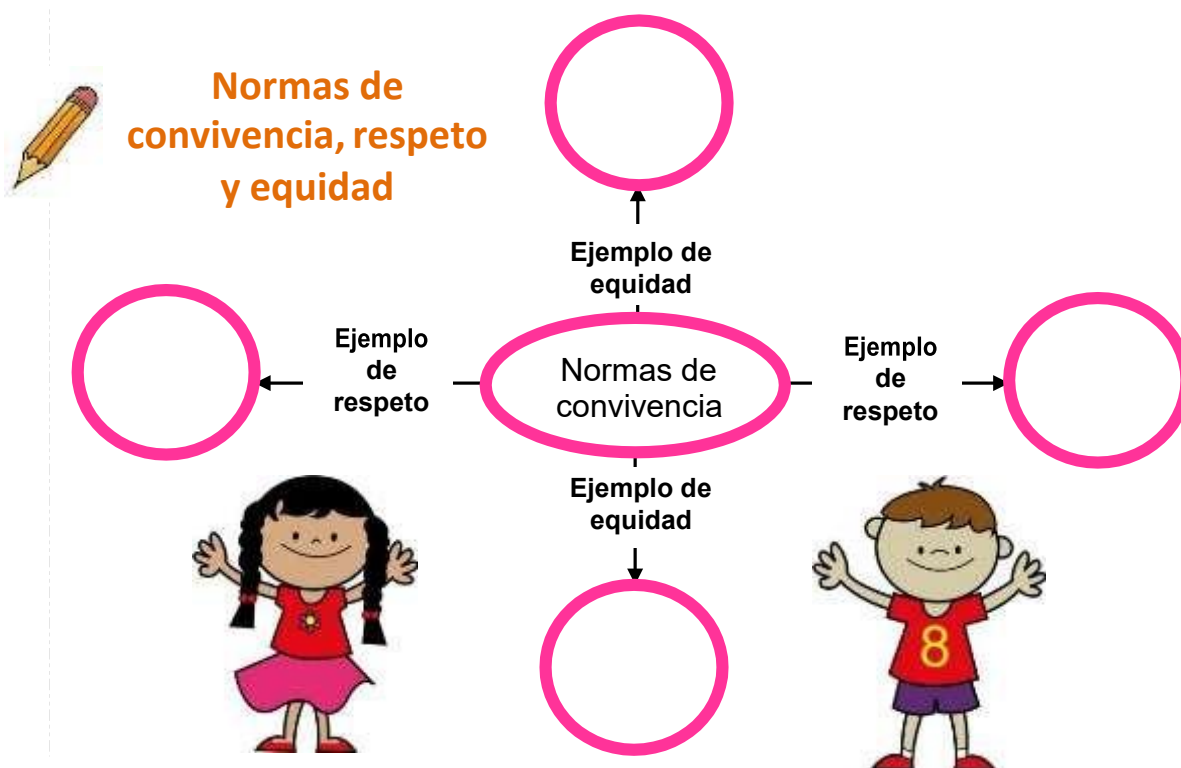 Normas de
convivencia, respeto
y equidad
Ejemplo de
equidad
Ejemplo
de
respeto
Normas de
convivencia
Ejemplo
de
respeto
Ejemplo de
equidad
8